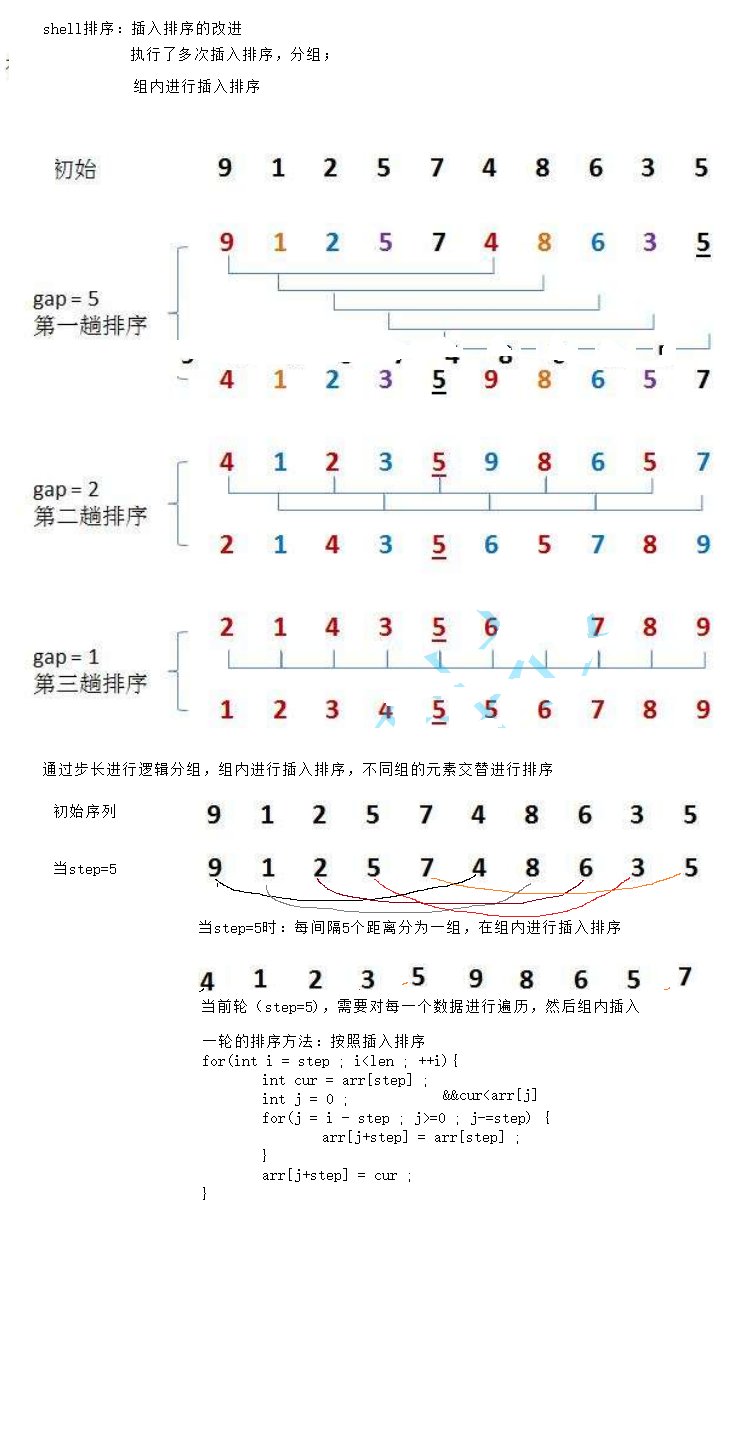 shell排序：插入排序的改进
执行了多次插入排序，分组；
组内进行插入排序
初始 9 1 2 5 7 4 8 6 3 5
9 1 2 5 7 4 8 6 3 5
gap = 5
第一趟排序
4 1 2 3 5 9 8 6 5 7
4 1 2 3 5 9 8 6 5 7
gap = 2
第二趟排序
2 1 4 3 5 6 5 7 8 9
2 1 4 3 5 6 7 8 9
gap = 1
第三趟排序
1 2 3 4 5 5 6 7 8 9
通过步长进行逻辑分组，组内进行插入排序，不同组的元素交替进行排序
初始序列 9 1 2 5 7 4 8 6 3 5
当step=5 9 1 2 5 7 4 8 6 3 5
当step=5时：每间隔5个距离分为一组，在组内进行插入排序
4 1 2 3 5 9 8 6 5 7
当前轮（step=5），需要对每一个数据进行遍历，然后组内插入
一轮的排序方法：按照插入排序
for(int i = step ; i<len ; ++i){
int cur = arr[step] ;
int j = 0 ; &&cur<arr[j]
for(j = i - step ; j>=0 ; j-=step) {
arr[j+step] = arr[step] ;
}
arr[j+step] = cur ;
}